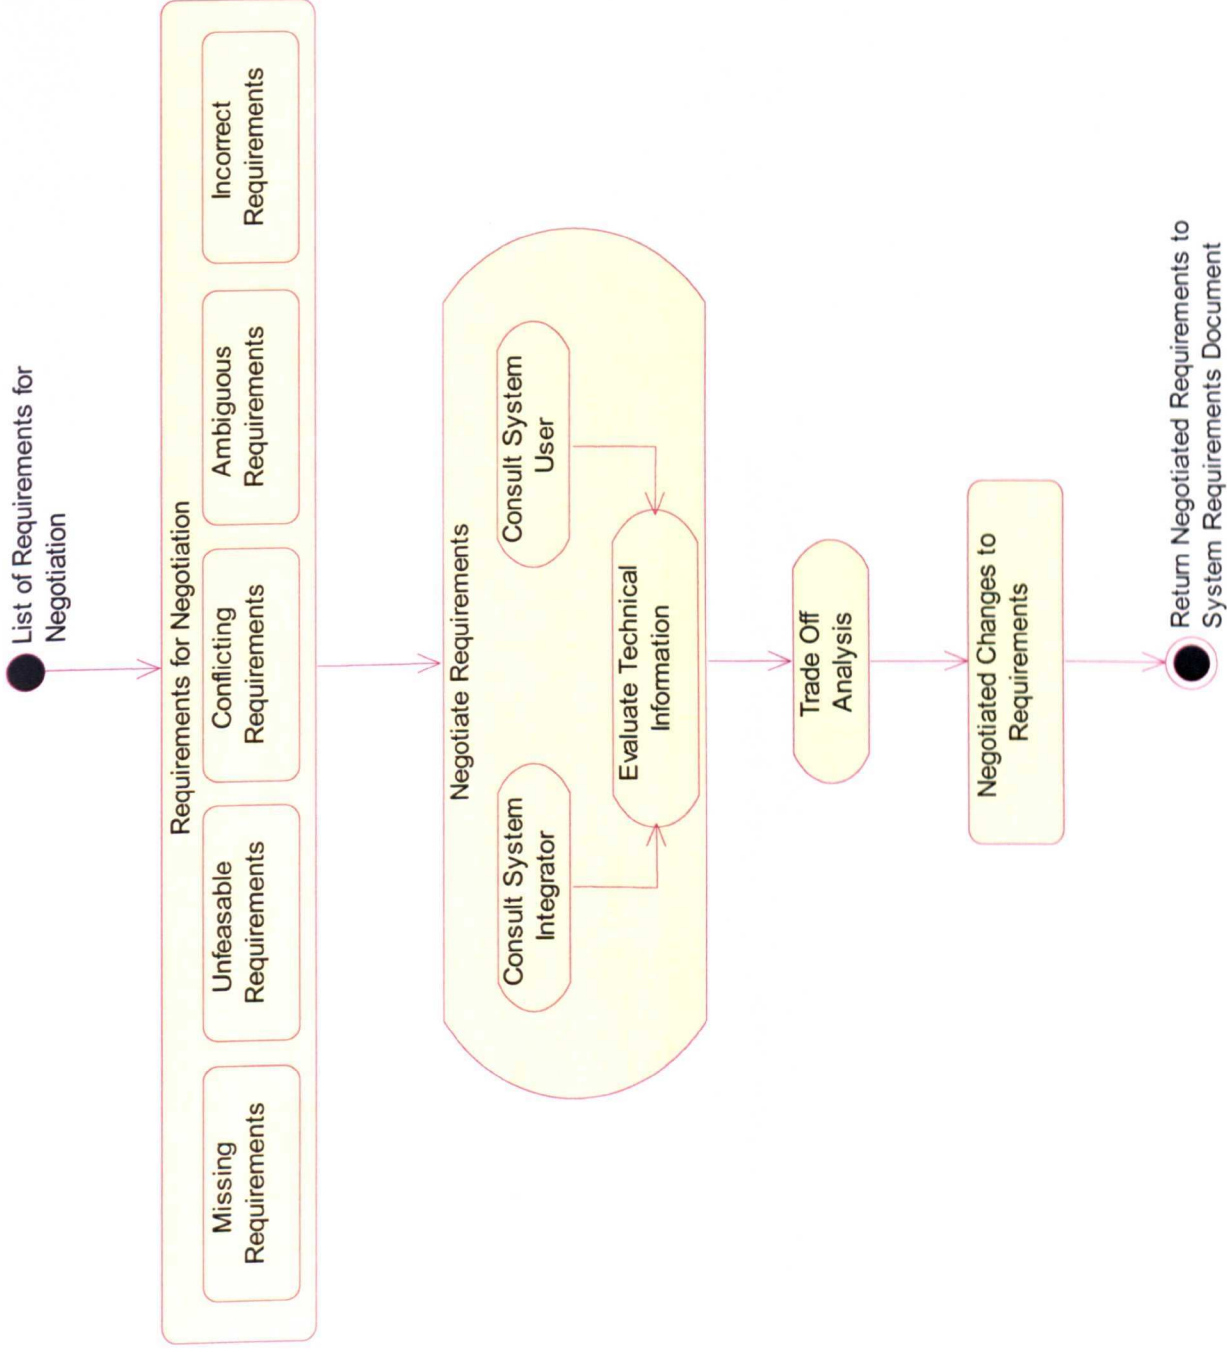 List of Requirements for
Negotiation
Requirements for Negotiation
Missing
Requirements
Unfeasable
Requirements
Conflicting
Requirements
Ambiguous
Requirements
Incorrect
Requirements
Negotiate Requirements
Consult System
Integrator
Consult System
User
Evaluate Technical
Information
Trade Off
Analysis
Negotiated Changes to
Requirements
Return Negotiated Requirements to
System Requirements Document